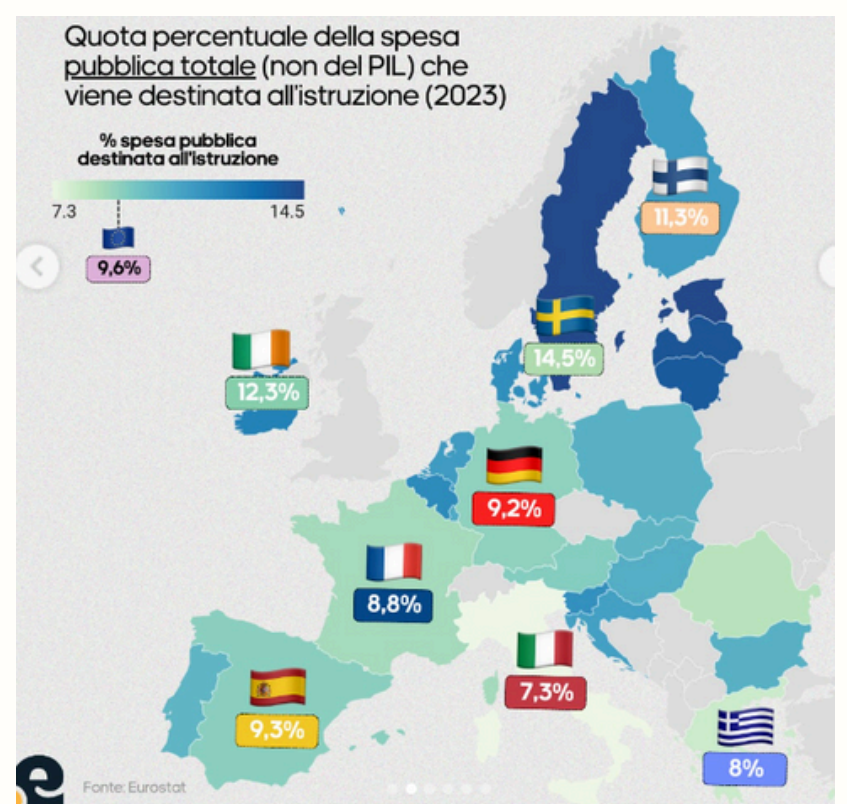 Quota percentuale della spesa
pubblica totale (non del PIL) che
viene destinata all'istruzione (2023)
% spesa pubblica
destinata all'istruzione
7.3
14.5
9,6%
11,3%
14,5%
12,3%
9,2%
8,8%
7,3%
9,3%
8%
e
Fonte: Eurostat